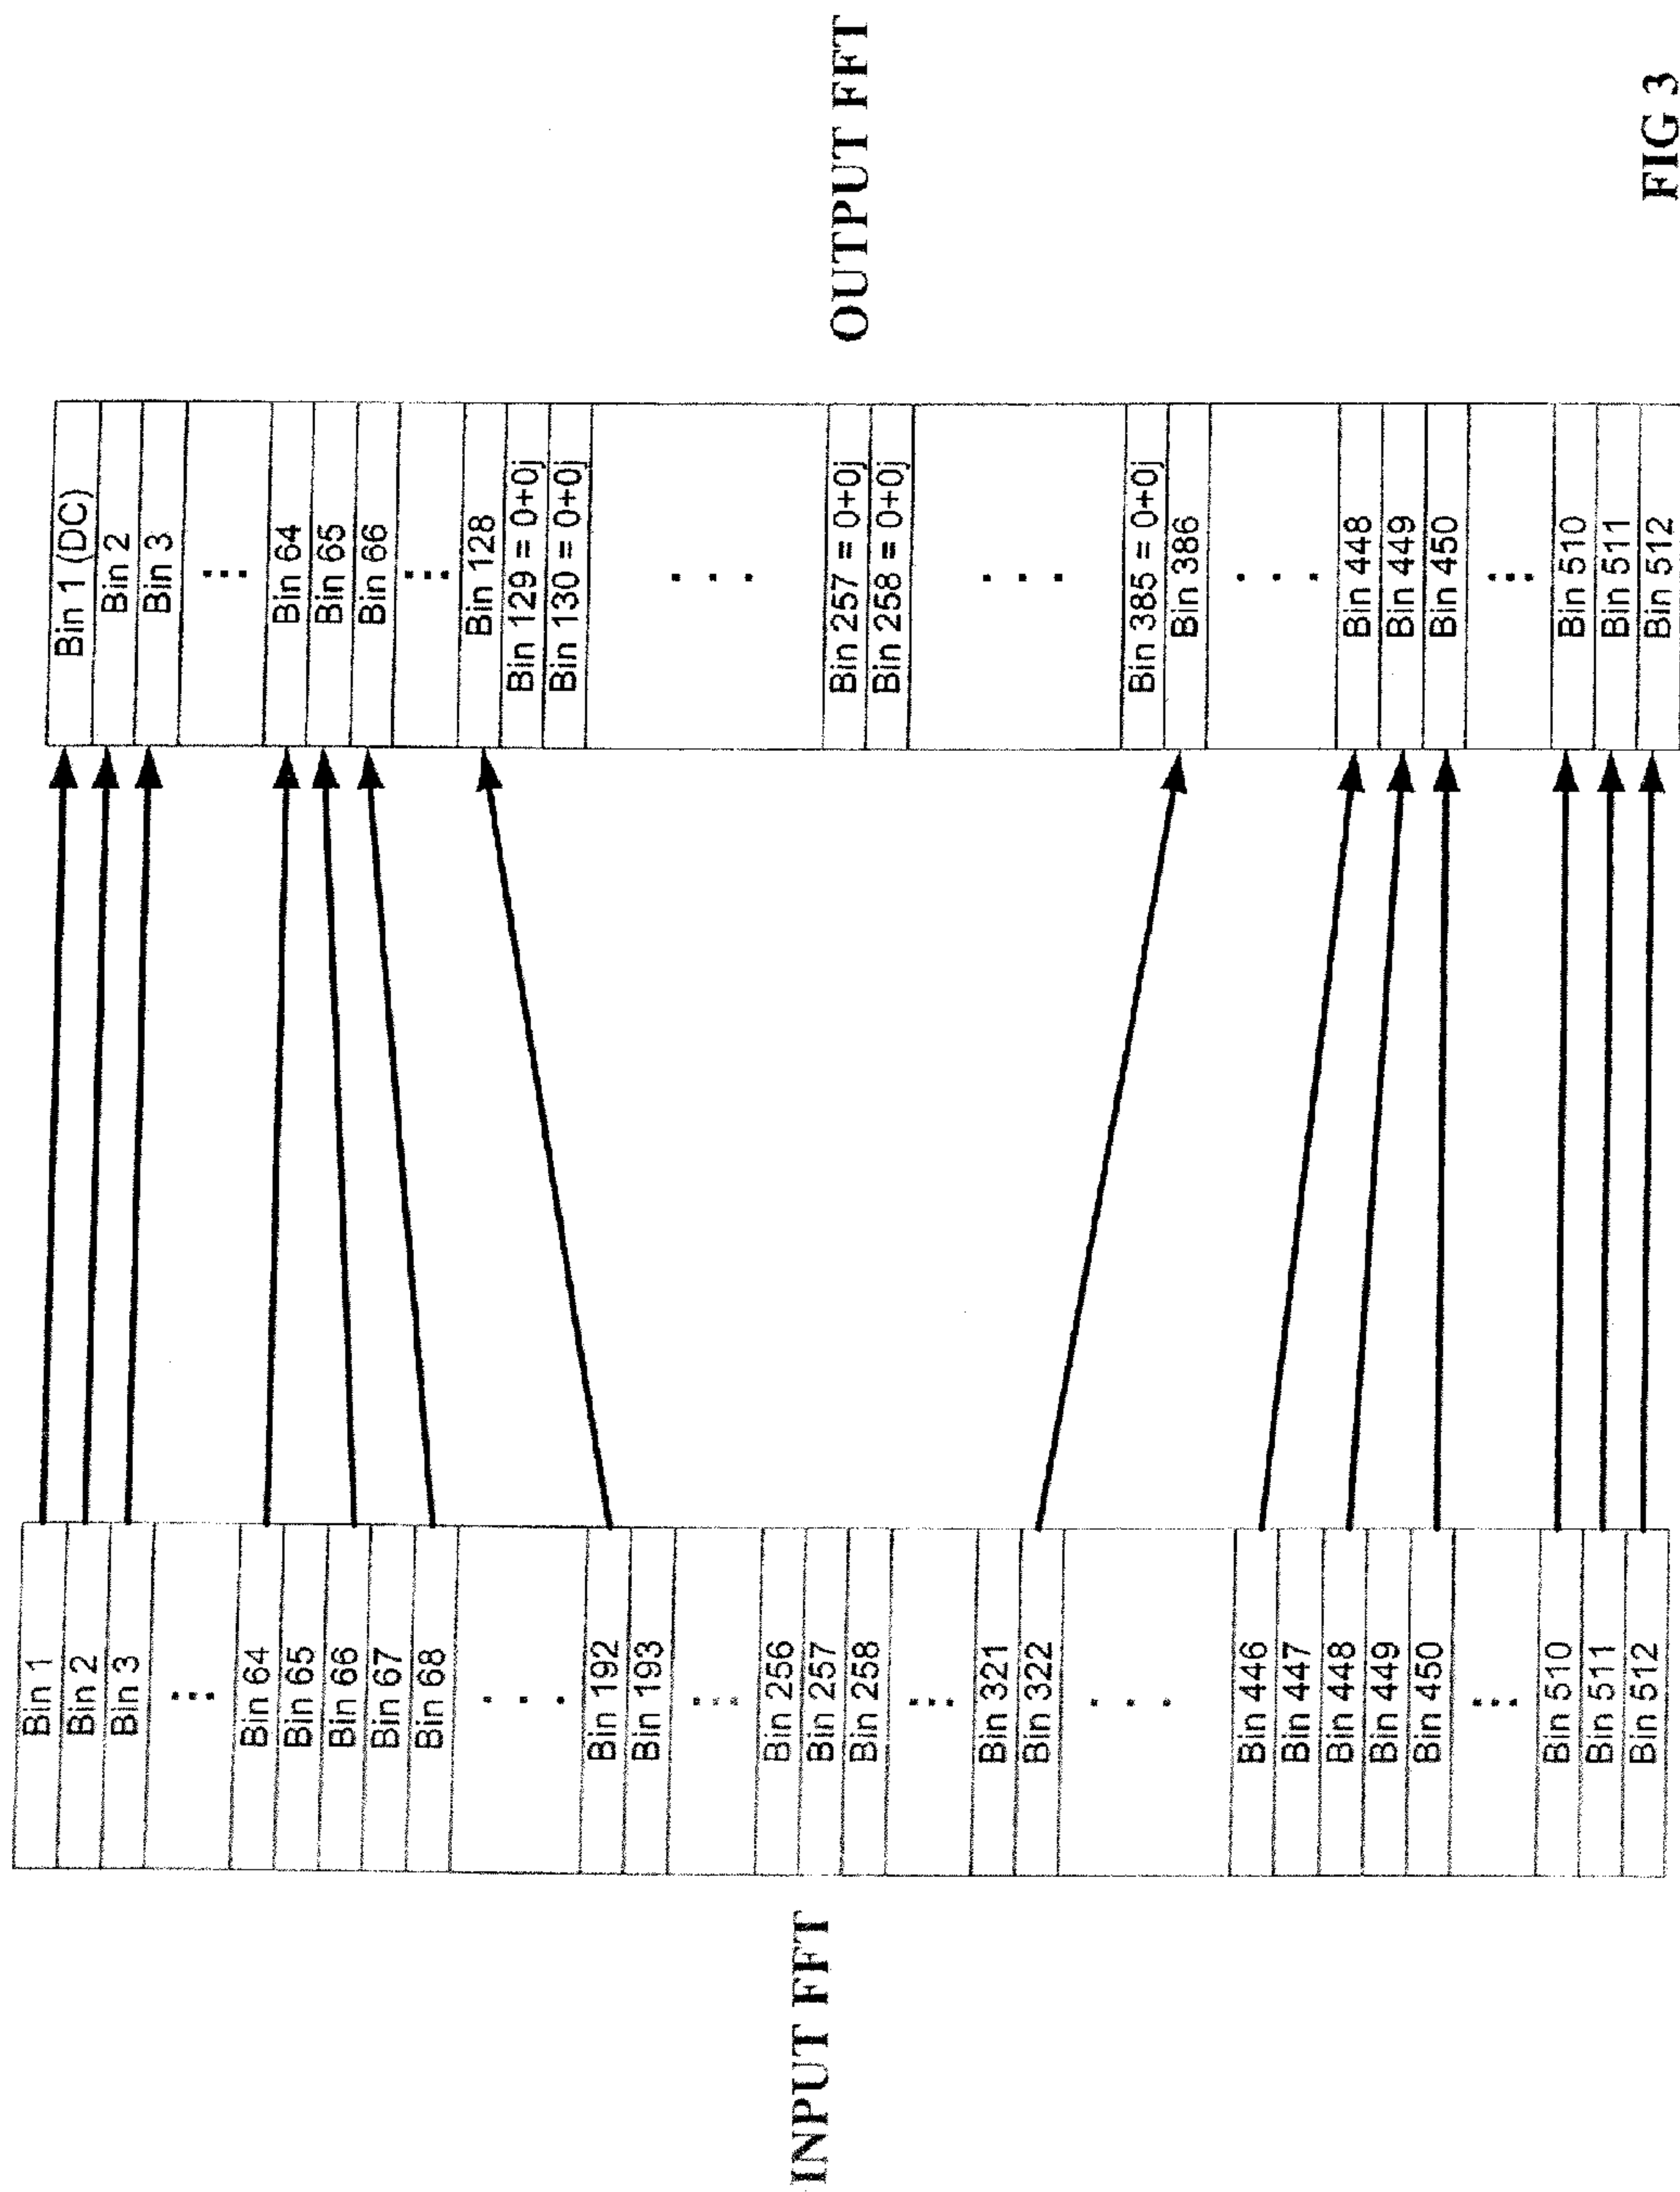 INPUT FFT
Bin 1
Bin 2
Bin 3
...
Bin 64
Bin 65
Bin 66
Bin 67
Bin 68
...
Bin 192
Bin 193
...
Bin 256
Bin 257
Bin 258
...
Bin 321
Bin 322
...
Bin 446
Bin 447
Bin 448
Bin 449
Bin 450
...
Bin 510
Bin 511
Bin 512
Bin 1 (DC)
Bin 2
Bin 3
...
Bin 64
Bin 65
Bin 66
...
Bin 128
Bin 129 = 0+0j
Bin 130 = 0+0j
...
Bin 257 = 0+0j
Bin 258 = 0+0j
...
Bin 385 = 0+0j
Bin 386
...
Bin 448
Bin 449
Bin 450
...
Bin 510
Bin 511
Bin 512
OUTPUT FFT
FIG 3